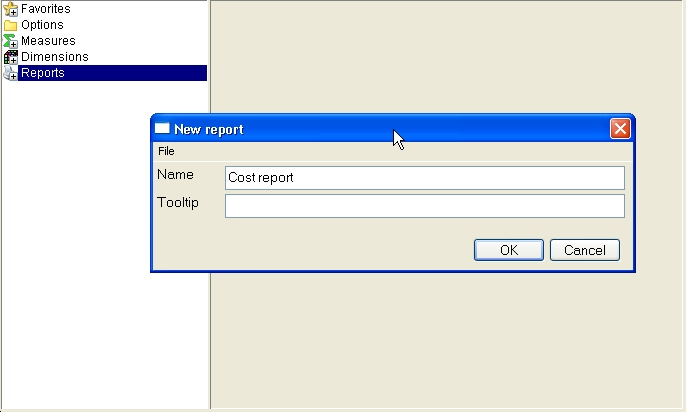 Favorites
Options
Measures
Dimensions
Reports
New report
File
Name
Cost report
Tooltip
OK
Cancel